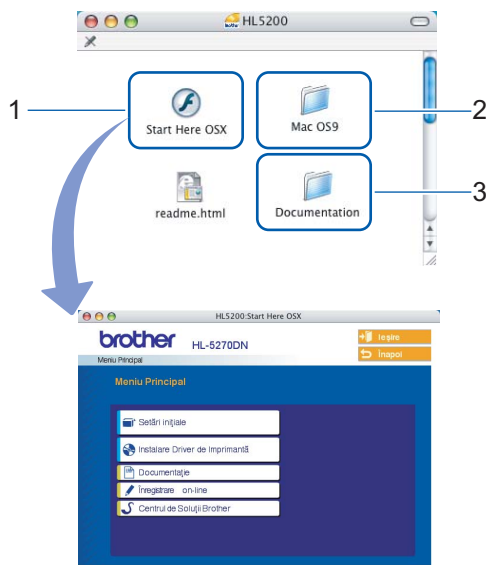 HL5200
1
Start Here OSX
Mac OS9
2
readme.html
Documentation
3
HL5200:Start Here OSX
brother
HL-5270DN
Ieşire
Înapoi
Meniu Principal
Meniu Principal
Setări iniţiale
Instalare Driver de Imprimantă
Documentaţie
Înregistrare on-line
Centrul de Soluţii Brother